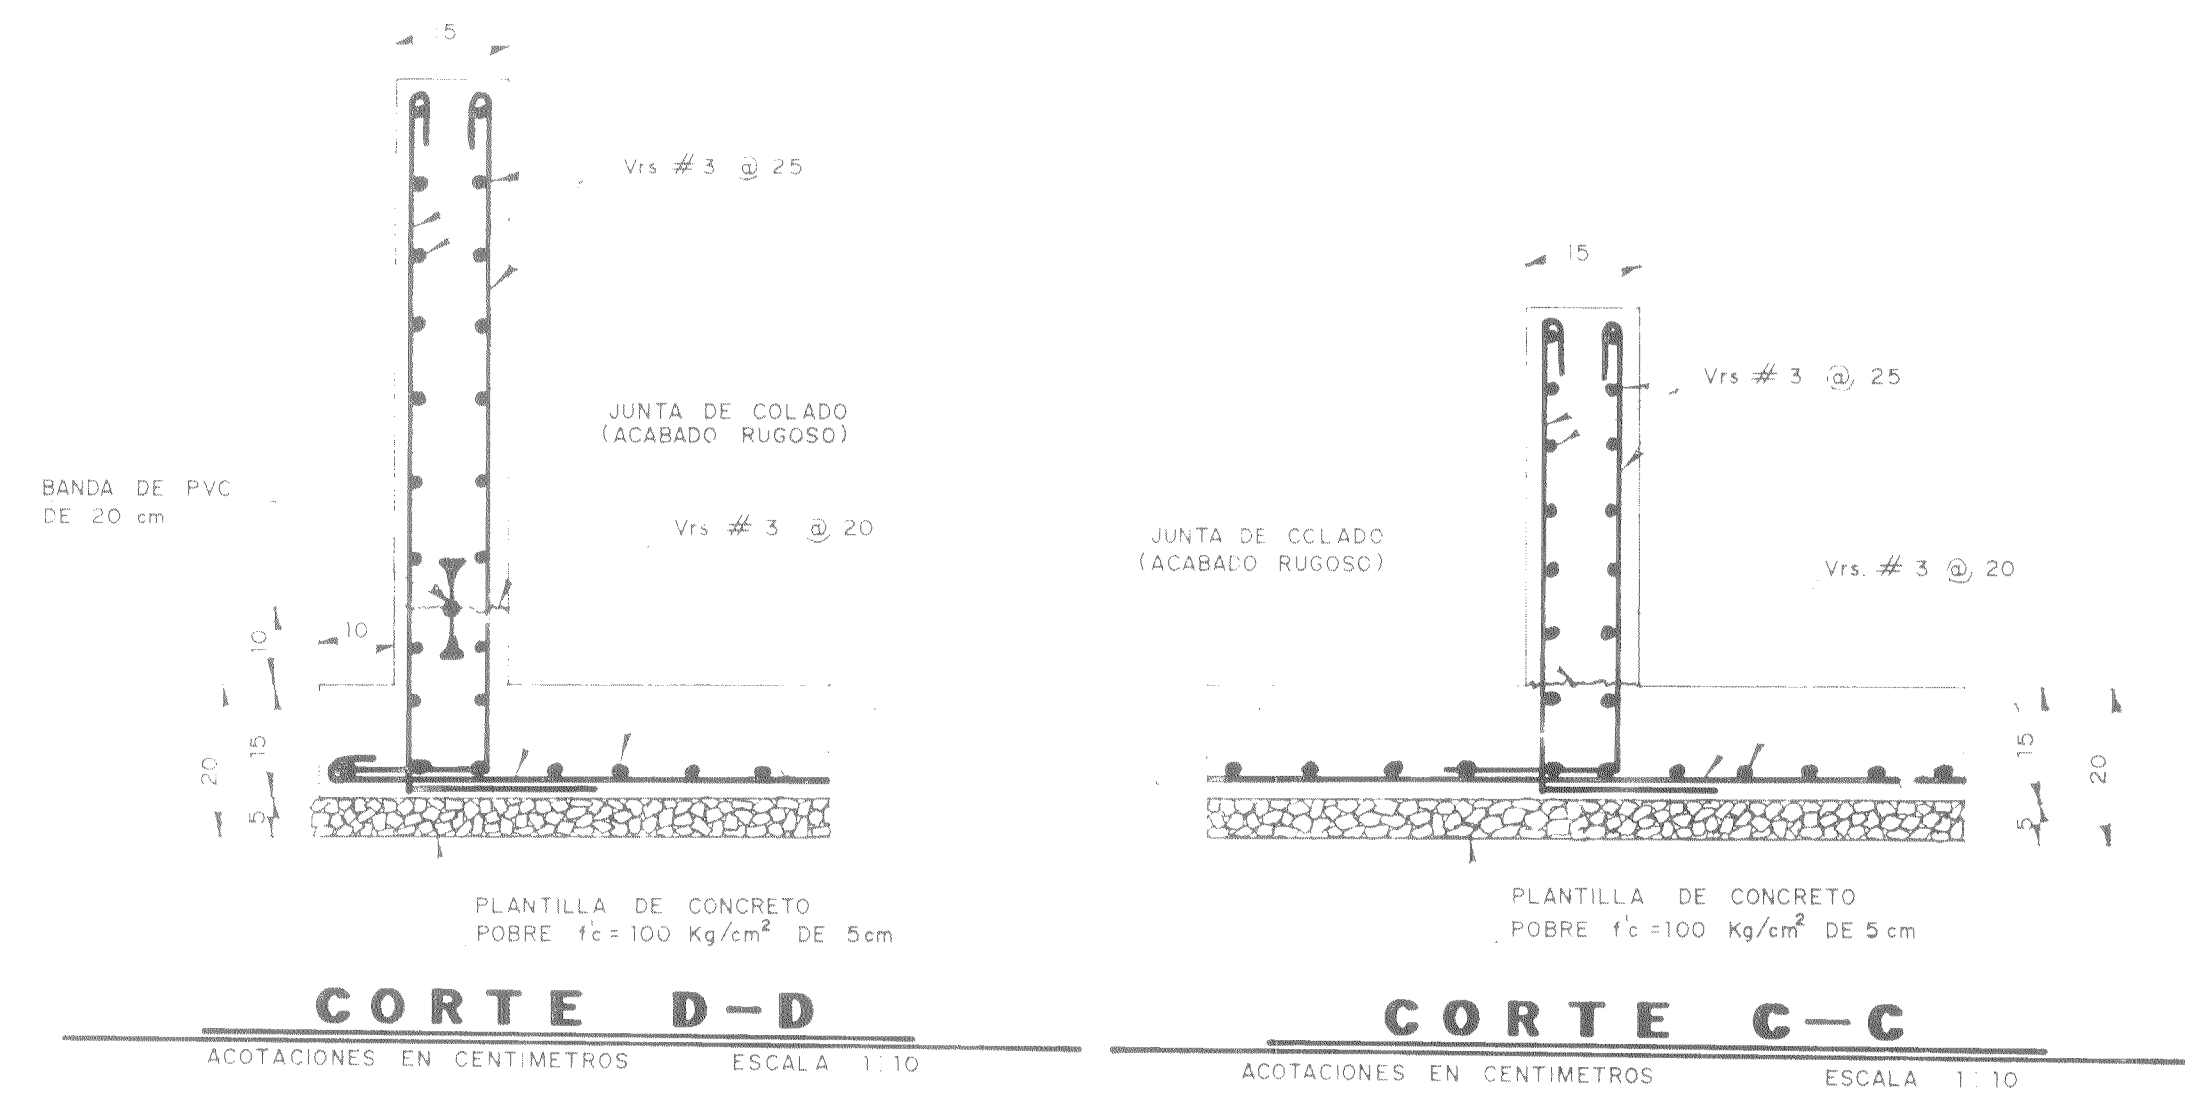 15
Vrs # 3 @ 25
JUNTA DE COLADO
(ACABADO RUGOSO)
BANDA DE PVC
DE 20 cm
Vrs # 3 @ 20
10
10
15
20
5
PLANTILLA DE CONCRETO
POBRE f'c = 100 Kg/cm² DE 5 cm
CORTE D-D
ACOTACIONES EN CENTIMETROS ESCALA 1:10
15
Vrs # 3 @ 25
JUNTA DE COLADO
(ACABADO RUGOSO)
Vrs. # 3 @ 20
15
20
5
PLANTILLA DE CONCRETO
POBRE f'c = 100 Kg/cm² DE 5 cm
CORTE C-C
ACOTACIONES EN CENTIMETROS ESCALA 1:10